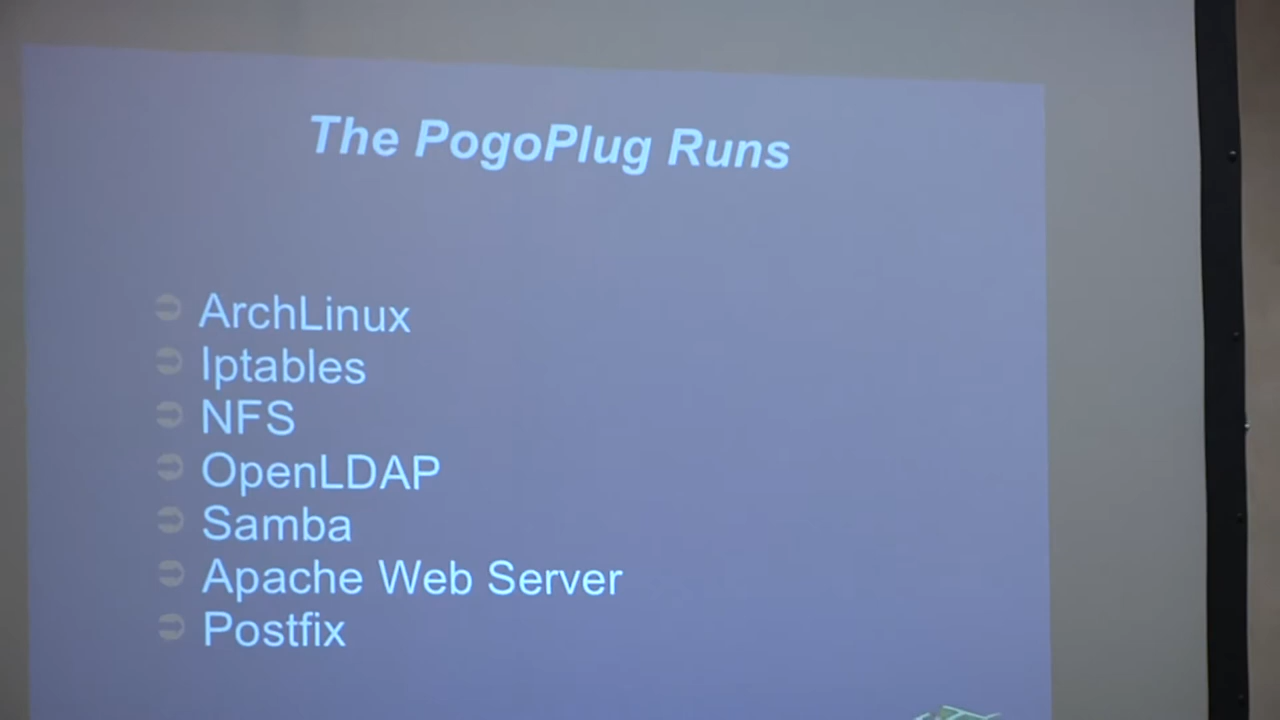 The PogoPlug Runs
ArchLinux
Iptables
NFS
OpenLDAP
Samba
Apache Web Server
Postfix